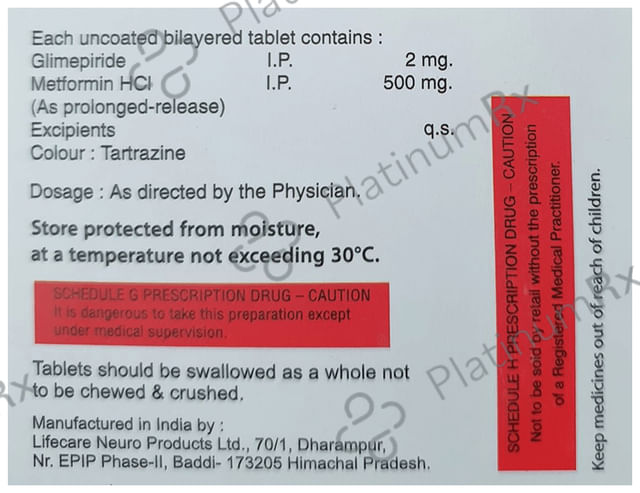 Each uncoated bilayered tablet contains :
Glimepiride I.P. 2 mg.
Metformin HCl I.P. 500 mg.
(As prolonged-release)
Excipients q.s.
Colour : Tartrazine
Dosage : As directed by the Physician.
Store protected from moisture,
at a temperature not exceeding 30°C.
SCHEDULE G PRESCRIPTION DRUG – CAUTION
It is dangerous to take this preparation except
under medical supervision.
Tablets should be swallowed as a whole not
to be chewed & crushed.
Manufactured in India by :
Lifecare Neuro Products Ltd., 70/1, Dharampur,
Nr. EPIP Phase-II, Baddi- 173205 Himachal Pradesh.
SCHEDULE H PRESCRIPTION DRUG – CAUTION
Not to be sold by retail without the prescription
of a Registered Medical Practitioner.
Keep medicines out of reach of children.
PlatinumRx
PlatinumRx
PlatinumRx
Rx